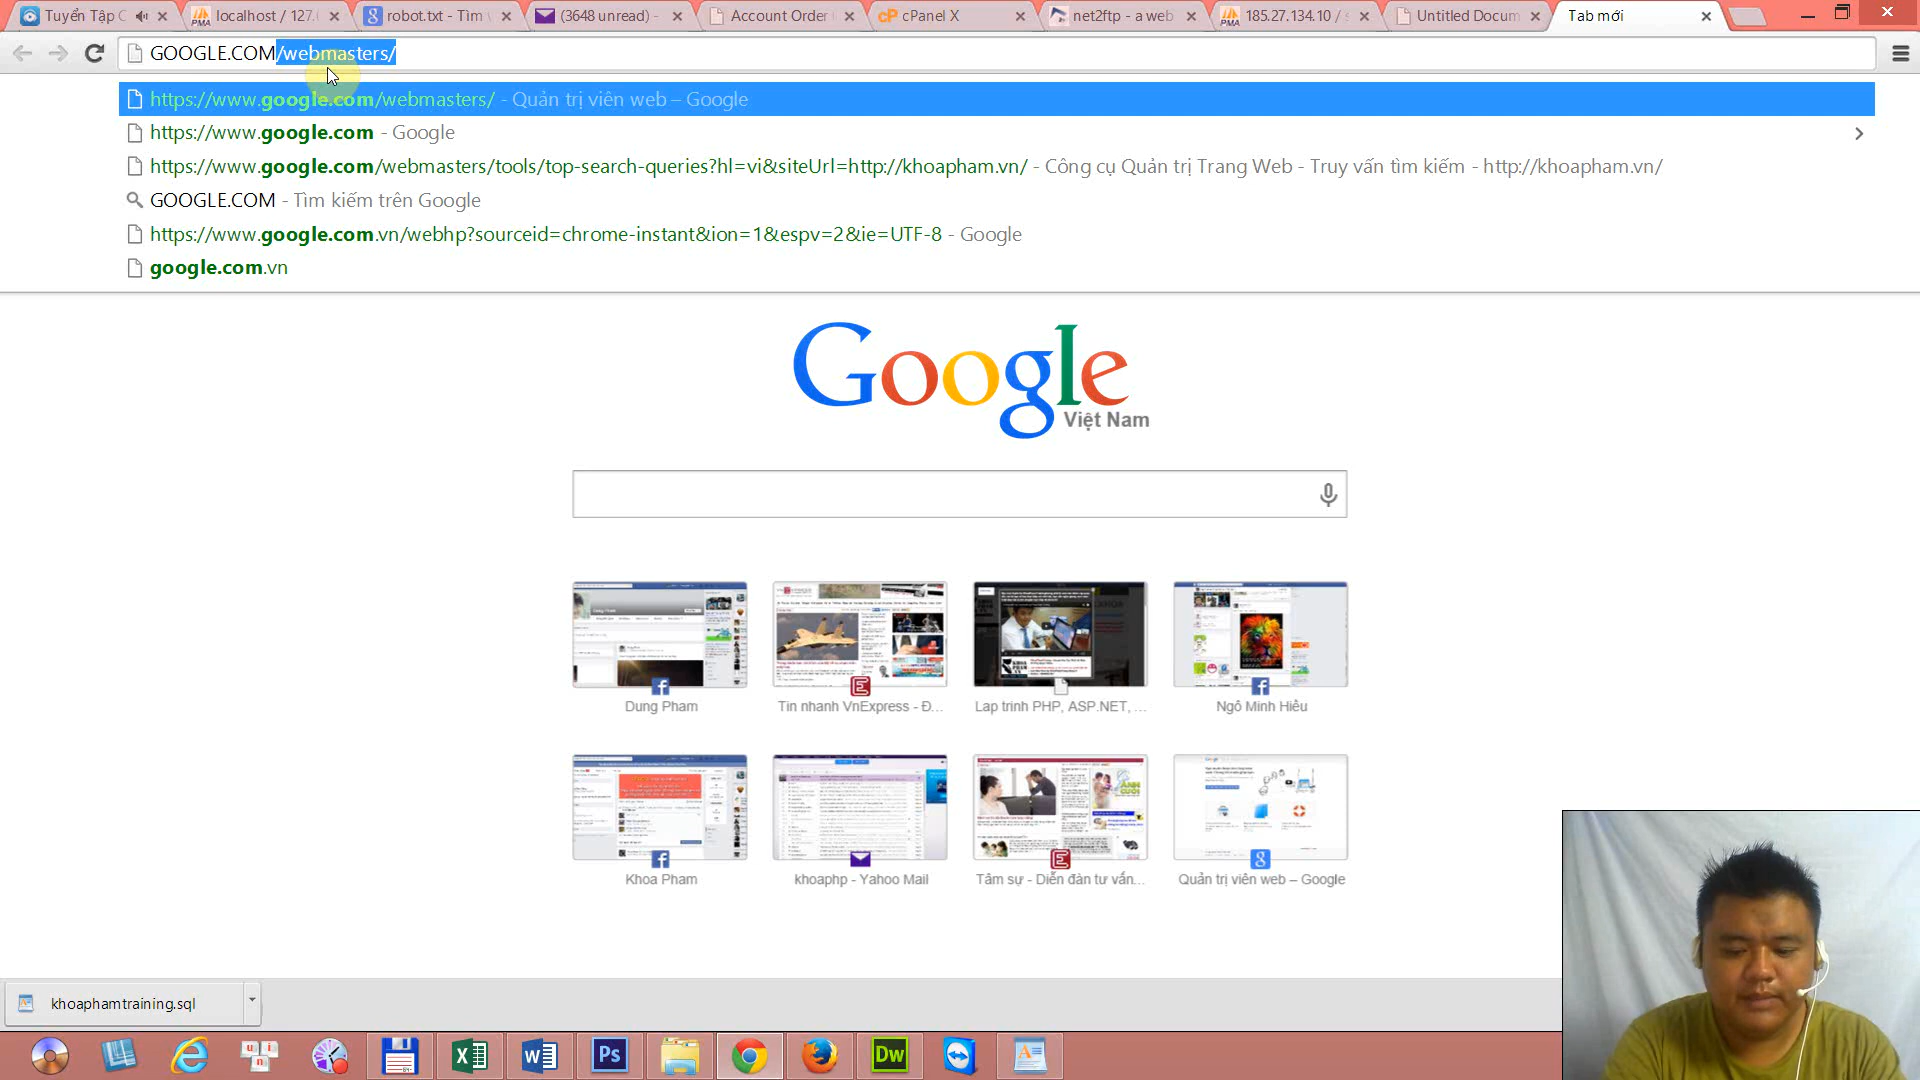 Tuyển Tập C
localhost / 127.
robot.txt - Tìm
(3648 unread) -
Account Order
cPanel X
net2ftp - a web
185.27.134.10 / s
Untitled Docum
Tab mới
GOOGLE.COM/webmasters/
https://www.google.com/webmasters/ - Quản trị viên web – Google
https://www.google.com - Google
https://www.google.com/webmasters/tools/top-search-queries?hl=vi&siteUrl=http://khoapham.vn/ - Công cụ Quản trị Trang Web - Truy vấn tìm kiếm - http://khoapham.vn/
GOOGLE.COM - Tìm kiếm trên Google
https://www.google.com.vn/webhp?sourceid=chrome-instant&ion=1&espv=2&ie=UTF-8 - Google
google.com.vn
Google
Việt Nam
Dung Pham
Tin nhanh VnExpress - Đ...
Lap trinh PHP, ASP.NET, ...
Ngô Minh Hiếu
Khoa Pham
khoaphp - Yahoo Mail
Tâm sự - Diễn đàn tư vấn...
Quản trị viên web – Google
khoaphamtraining.sql